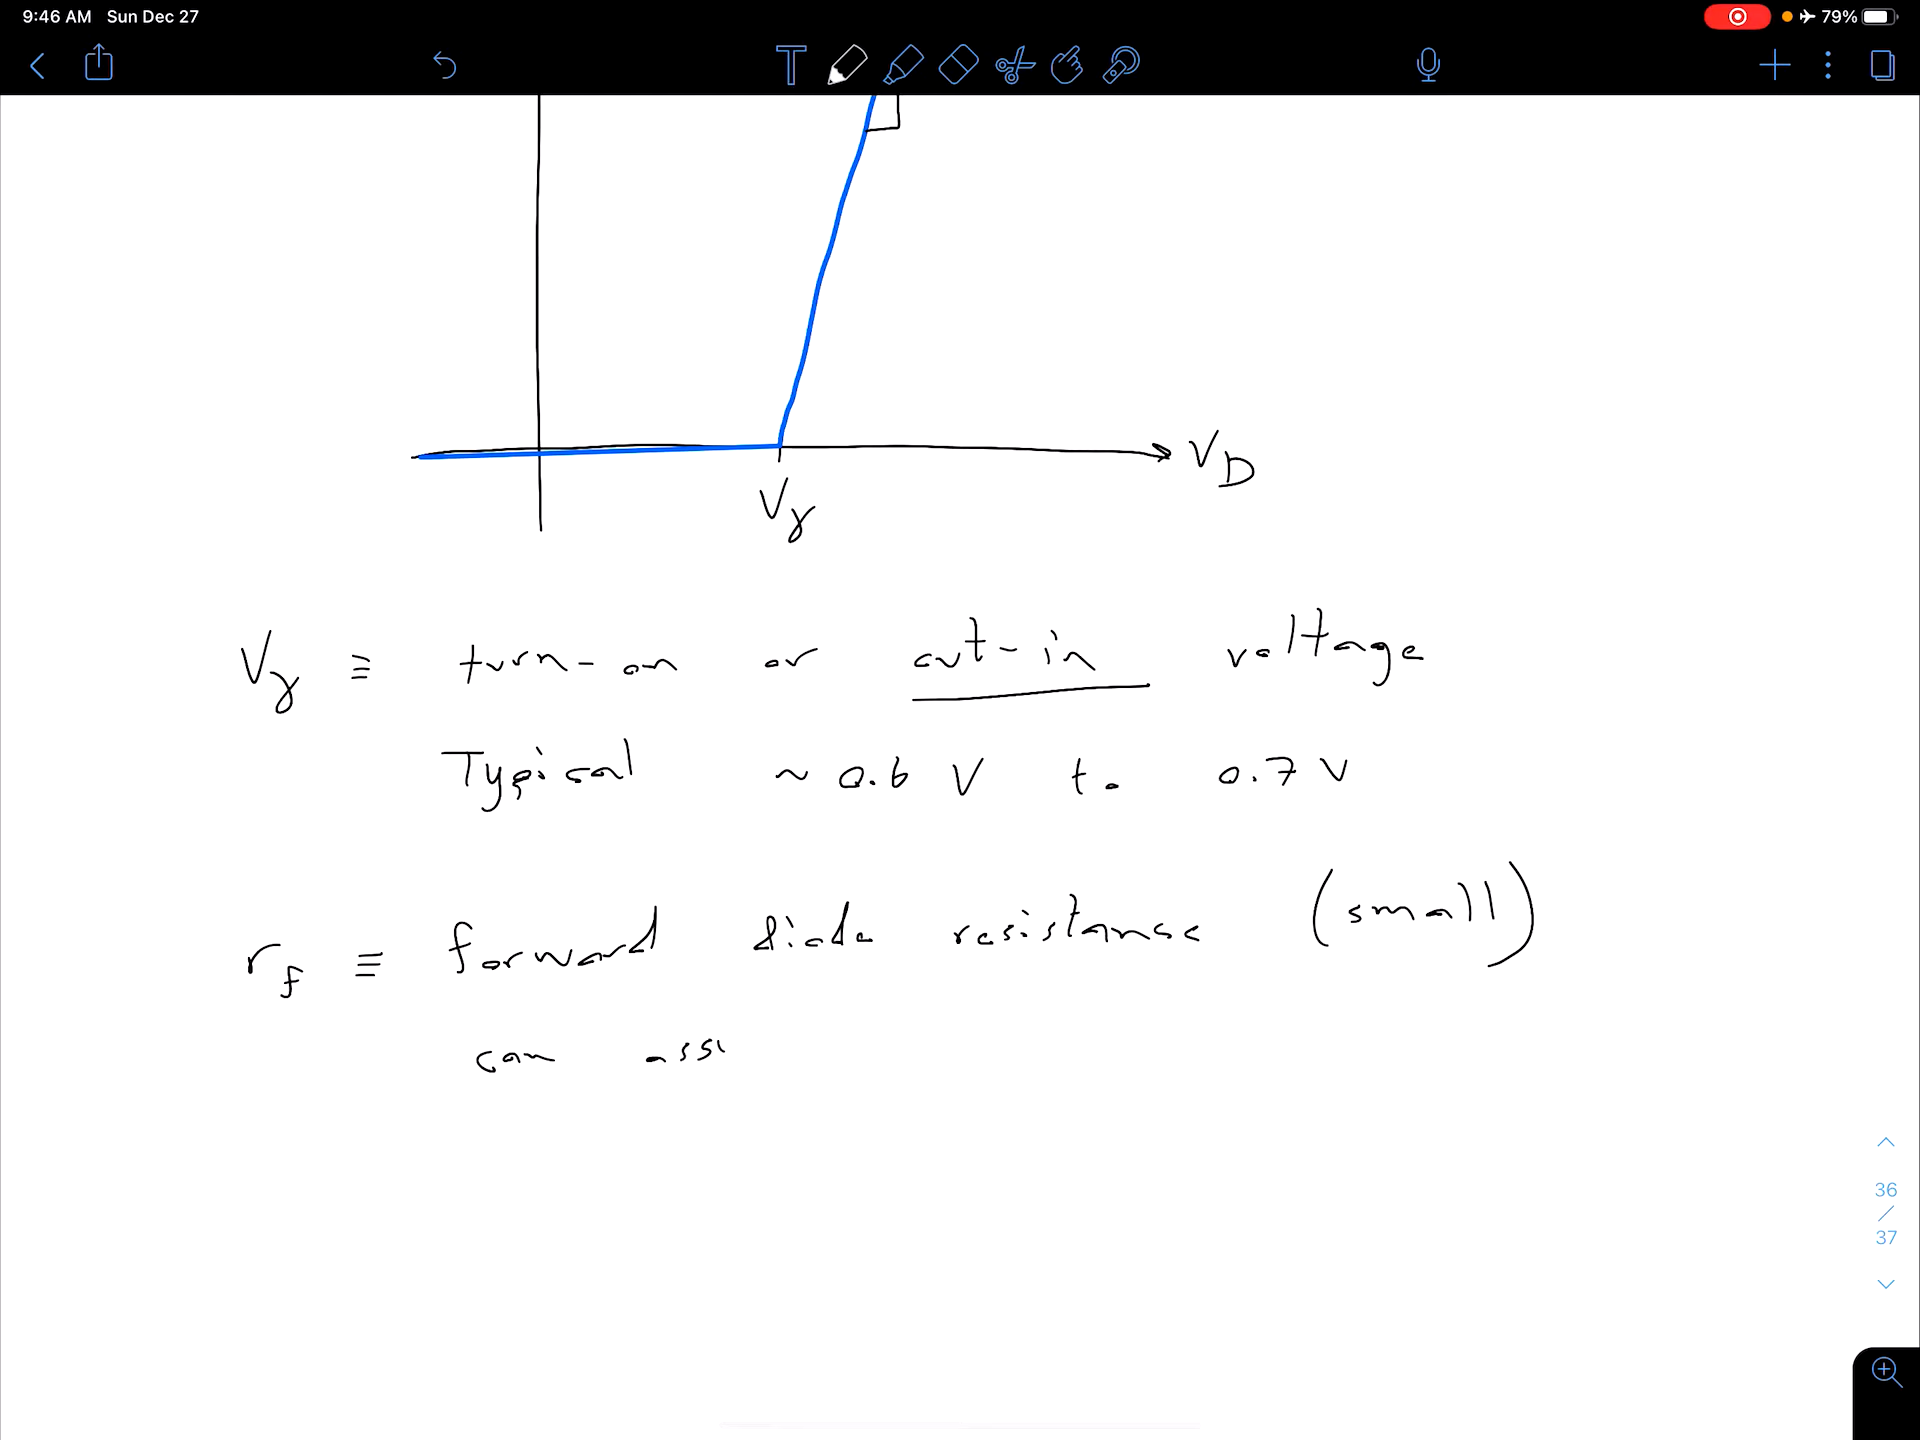 9:46 AM Sun Dec 27
79%
V_D
V_γ
V_γ ≡ turn-on or cut-in voltage
Typical ~ 0.6 V to 0.7 V
r_f ≡ forward diode resistance (small)
can ass
36
/
37